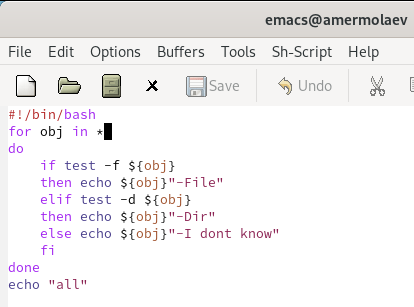 emacs@amermolaev
File Edit Options Buffers Tools Sh-Script Help
Save Undo
#!/bin/bash
for obj in *
do
    if test -f ${obj}
    then echo ${obj}"-File"
    elif test -d ${obj}
    then echo ${obj}"-Dir"
    else echo ${obj}"-I dont know"
    fi
done
echo "all"